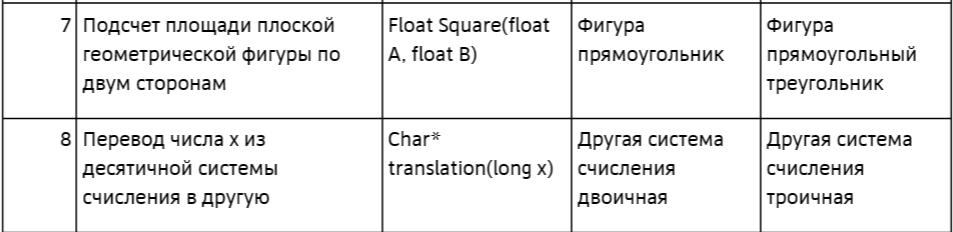 7
Подсчет площади плоской
геометрической фигуры по
двум сторонам
Float Square(float
A, float B)
Фигура
прямоугольник
Фигура
прямоугольный
треугольник
8
Перевод числа x из
десятичной системы
счисления в другую
Char*
translation(long x)
Другая система
счисления
двоичная
Другая система
счисления
троичная